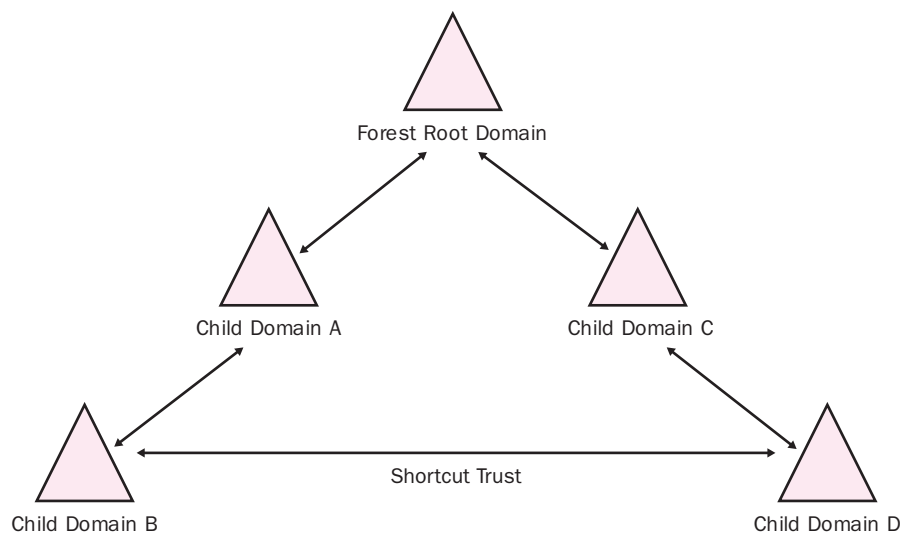 Forest Root Domain
Child Domain A
Child Domain C
Shortcut Trust
Child Domain B
Child Domain D